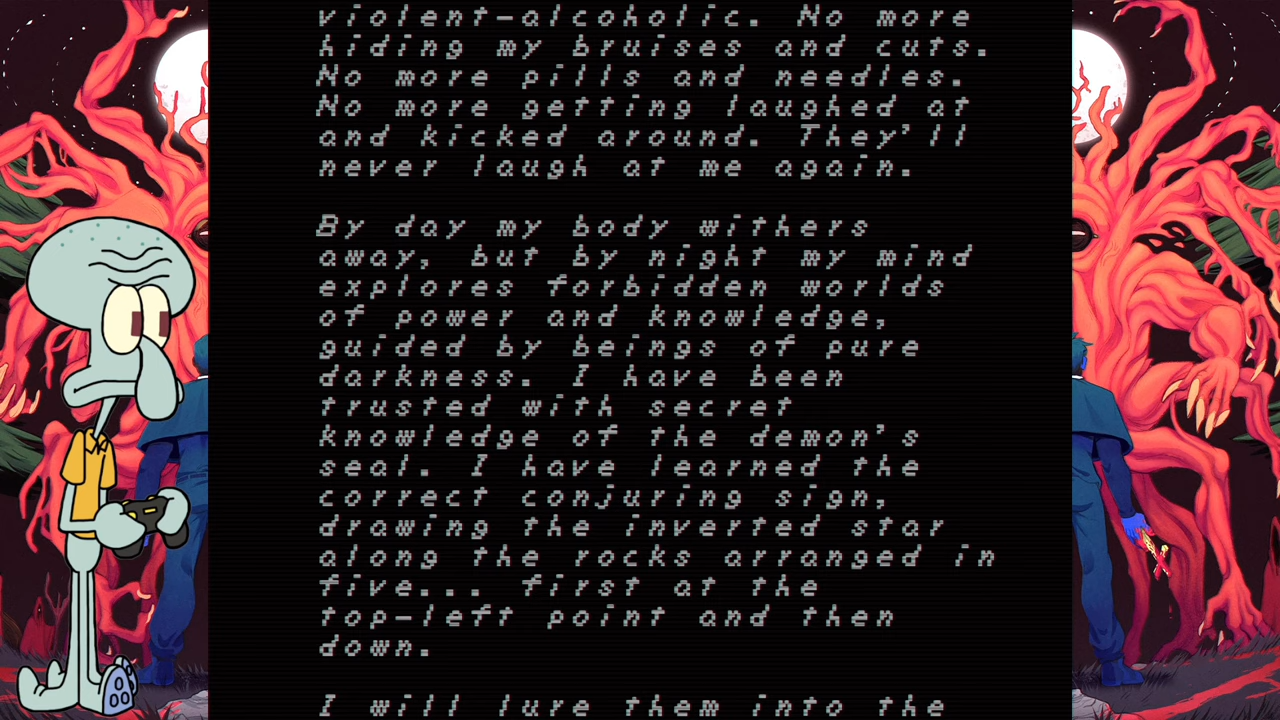 violent-alcoholic. No more
hiding my bruises and cuts.
No more pills and needles.
No more getting laughed at
and kicked around. They'll
never laugh at me again.
By day my body withers
away, but by night my mind
explores forbidden worlds
of power and knowledge,
guided by beings of pure
darkness. I have been
trusted with secret
knowledge of the demon's
seal. I have learned the
correct conjuring sign,
drawing the inverted star
along the rocks arranged in
five... first at the
top-left point and then
down.
I will lure them into the